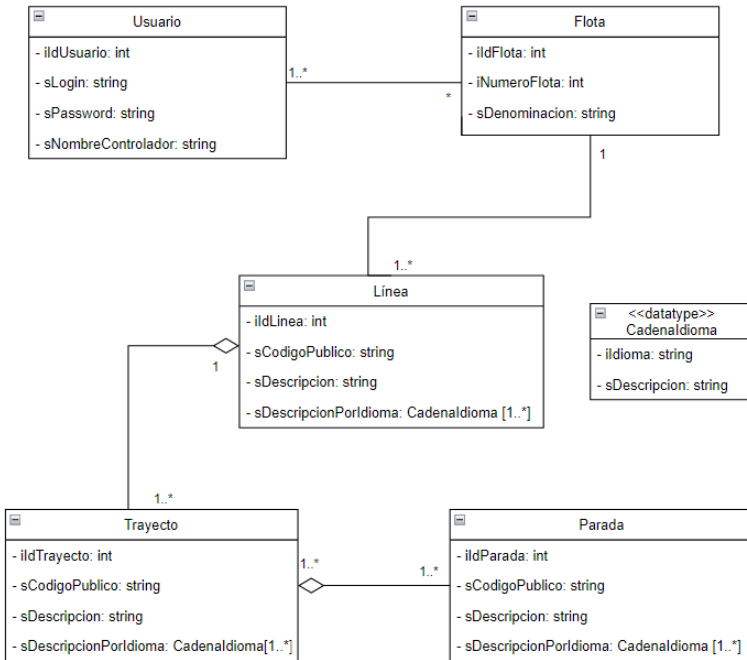 Usuario
- iIdUsuario: int
- sLogin: string
- sPassword: string
- sNombreControlador: string
1..*
*
Flota
- iIdFlota: int
- iNumeroFlota: int
- sDenominacion: string
1
1..*
Línea
- iIdLinea: int
- sCodigoPublico: string
- sDescripcion: string
- sDescripcionPorIdioma: CadenaIdioma [1..*]
<<datatype>>
CadenaIdioma
- iIdioma: string
- sDescripcion: string
1
1..*
Trayecto
- iIdTrayecto: int
- sCodigoPublico: string
- sDescripcion: string
- sDescripcionPorIdioma: CadenaIdioma[1..*]
1..*
1..*
Parada
- iIdParada: int
- sCodigoPublico: string
- sDescripcion: string
- sDescripcionPorIdioma: CadenaIdioma [1..*]